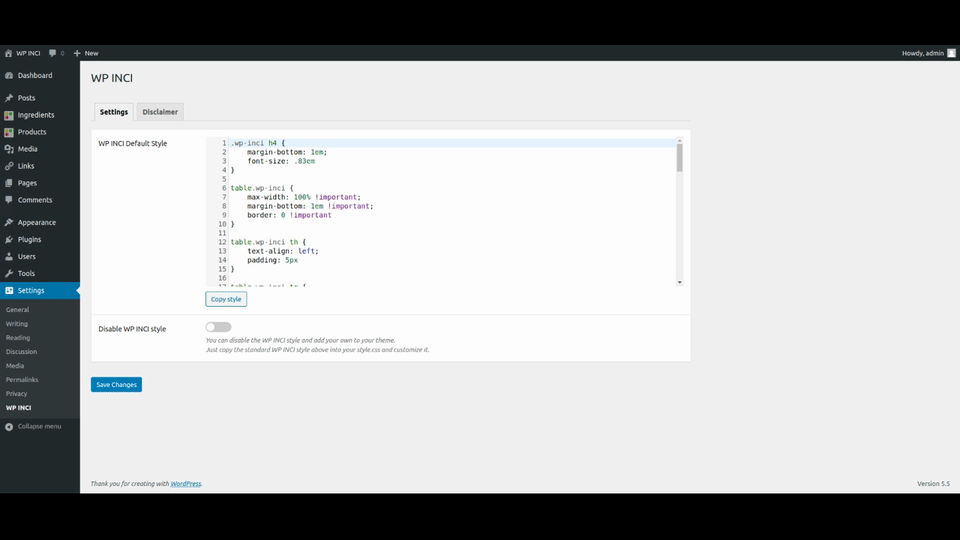 WP INCI 0 New Howdy, admin
Dashboard
Posts
Ingredients
Products
Media
Links
Pages
Comments
Appearance
Plugins
Users
Tools
Settings
General
Writing
Reading
Discussion
Media
Permalinks
Privacy
WP INCI
Collapse menu
WP INCI
Settings Disclaimer
WP INCI Default Style
1 .wp-inci h4 {
2 margin-bottom: 1em;
3 font-size: .83em
4 }
5
6 table.wp-inci {
7 max-width: 100% !important;
8 margin-bottom: 1em !important;
9 border: 0 !important
10 }
11
12 table.wp-inci th {
13 text-align: left;
14 padding: 5px
15 }
16
Copy style
Disable WP INCI style
You can disable the WP INCI style and add your own to your theme.
Just copy the standard WP INCI style above into your style.css and customize it.
Save Changes
Thank you for creating with WordPress. Version 5.5